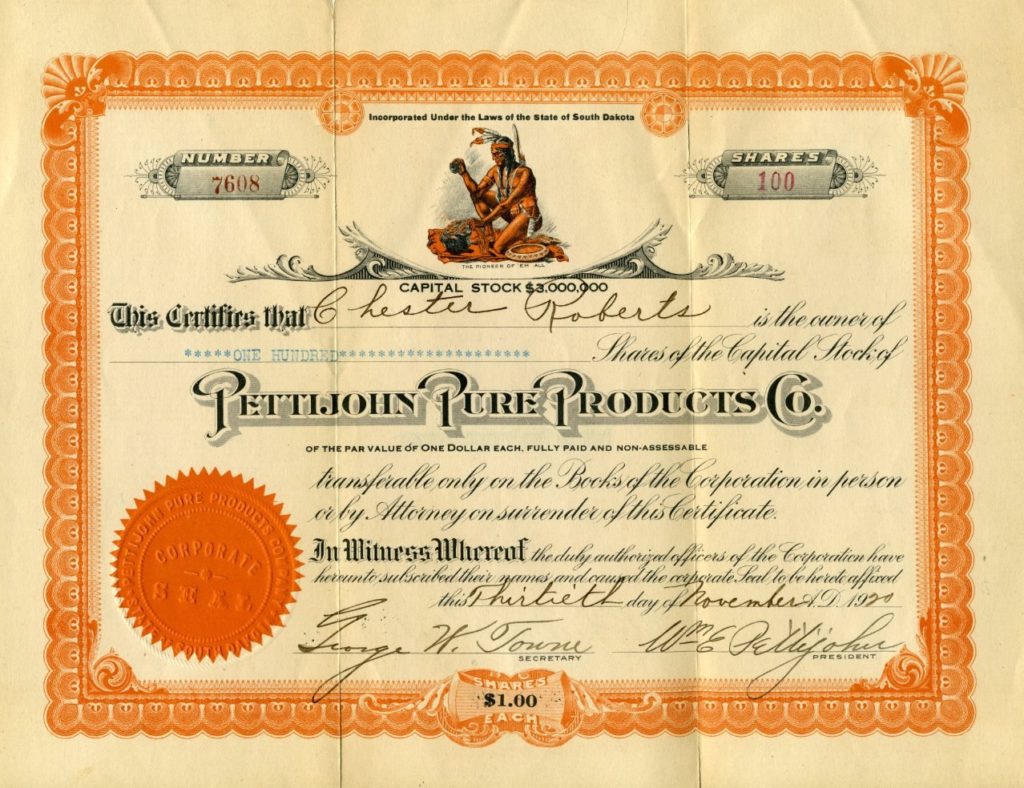 Incorporated Under the Laws of the State of South Dakota
NUMBER
7608
SHARES
100
THE PIONEER OF 'EM ALL
CAPITAL STOCK $3,000,000
This Certifies that Chester Roberts is the owner of
*****ONE HUNDRED******************** Shares of the Capital Stock of
PETTIJOHN PURE PRODUCTS CO.
OF THE PAR VALUE OF ONE DOLLAR EACH, FULLY PAID AND NON-ASSESSABLE
transferable only on the Books of the Corporation in person
or by Attorney on surrender of this Certificate.
In Witness Whereof, the duly authorized officers of the Corporation have
hereunto subscribed their names and caused the corporate Seal to be hereto affixed
this Thirtieth day of November A.D. 1920
George W. Towne
SECRETARY
Wm E Pettijohn
PRESIDENT
PETTIJOHN PURE PRODUCTS CO
CORPORATE
SEAL
SHARES
$1.00
EACH